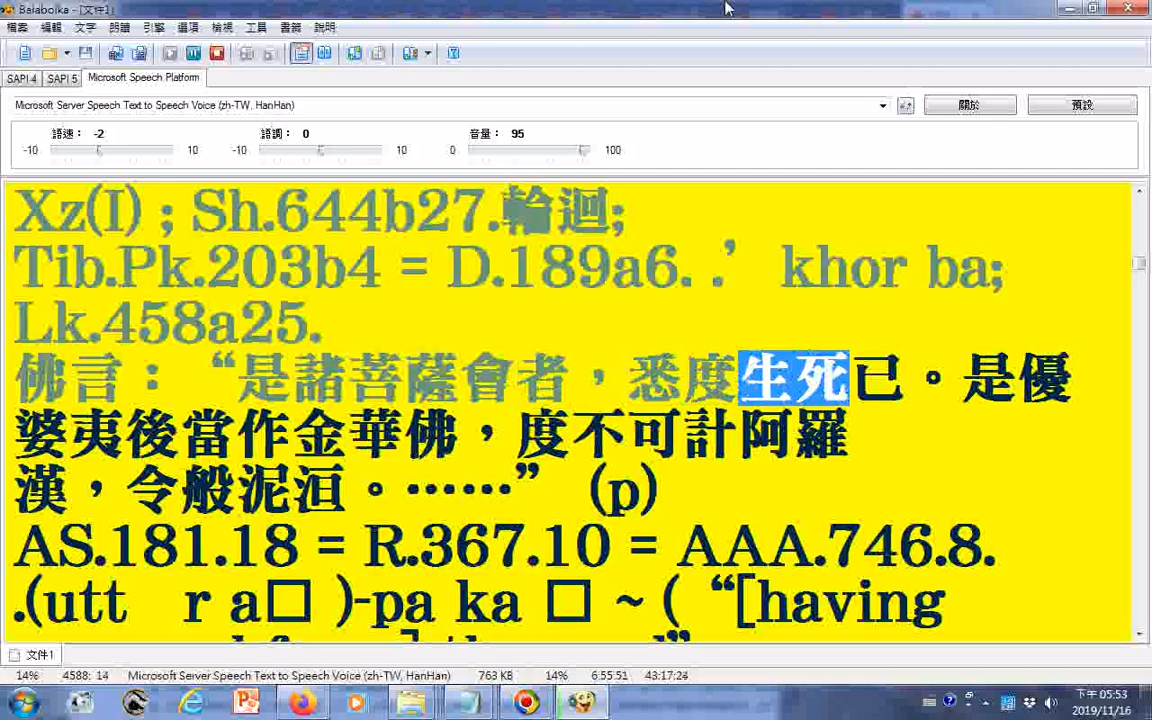 Balabolka - [文件1]
檔案 編輯 文字 朗讀 引擎 選項 檢視 工具 書籤 說明
SAPI 4 SAPI 5 Microsoft Speech Platform
Microsoft Server Speech Text to Speech Voice (zh-TW, HanHan) 關於 預設
語速： -2 語調： 0 音量： 95
-10 10 -10 10 0 100
Xz(I) ; Sh.644b27.輪迴;
Tib.Pk.203b4 = D.189a6. .’ khor ba;
Lk.458a25.
佛言：“是諸菩薩會者，悉度生死已。是優
婆夷後當作金華佛，度不可計阿羅
漢，令般泥洹。……” (p)
AS.181.18 = R.367.10 = AAA.746.8.
.(utt r a□ )-pa ka □ ~ ( “[having
文件1
14% 4588: 14 Microsoft Server Speech Text to Speech Voice (zh-TW, HanHan) 763 KB 14% 6:55:51 43:17:24
下午 05:53
2019/11/16